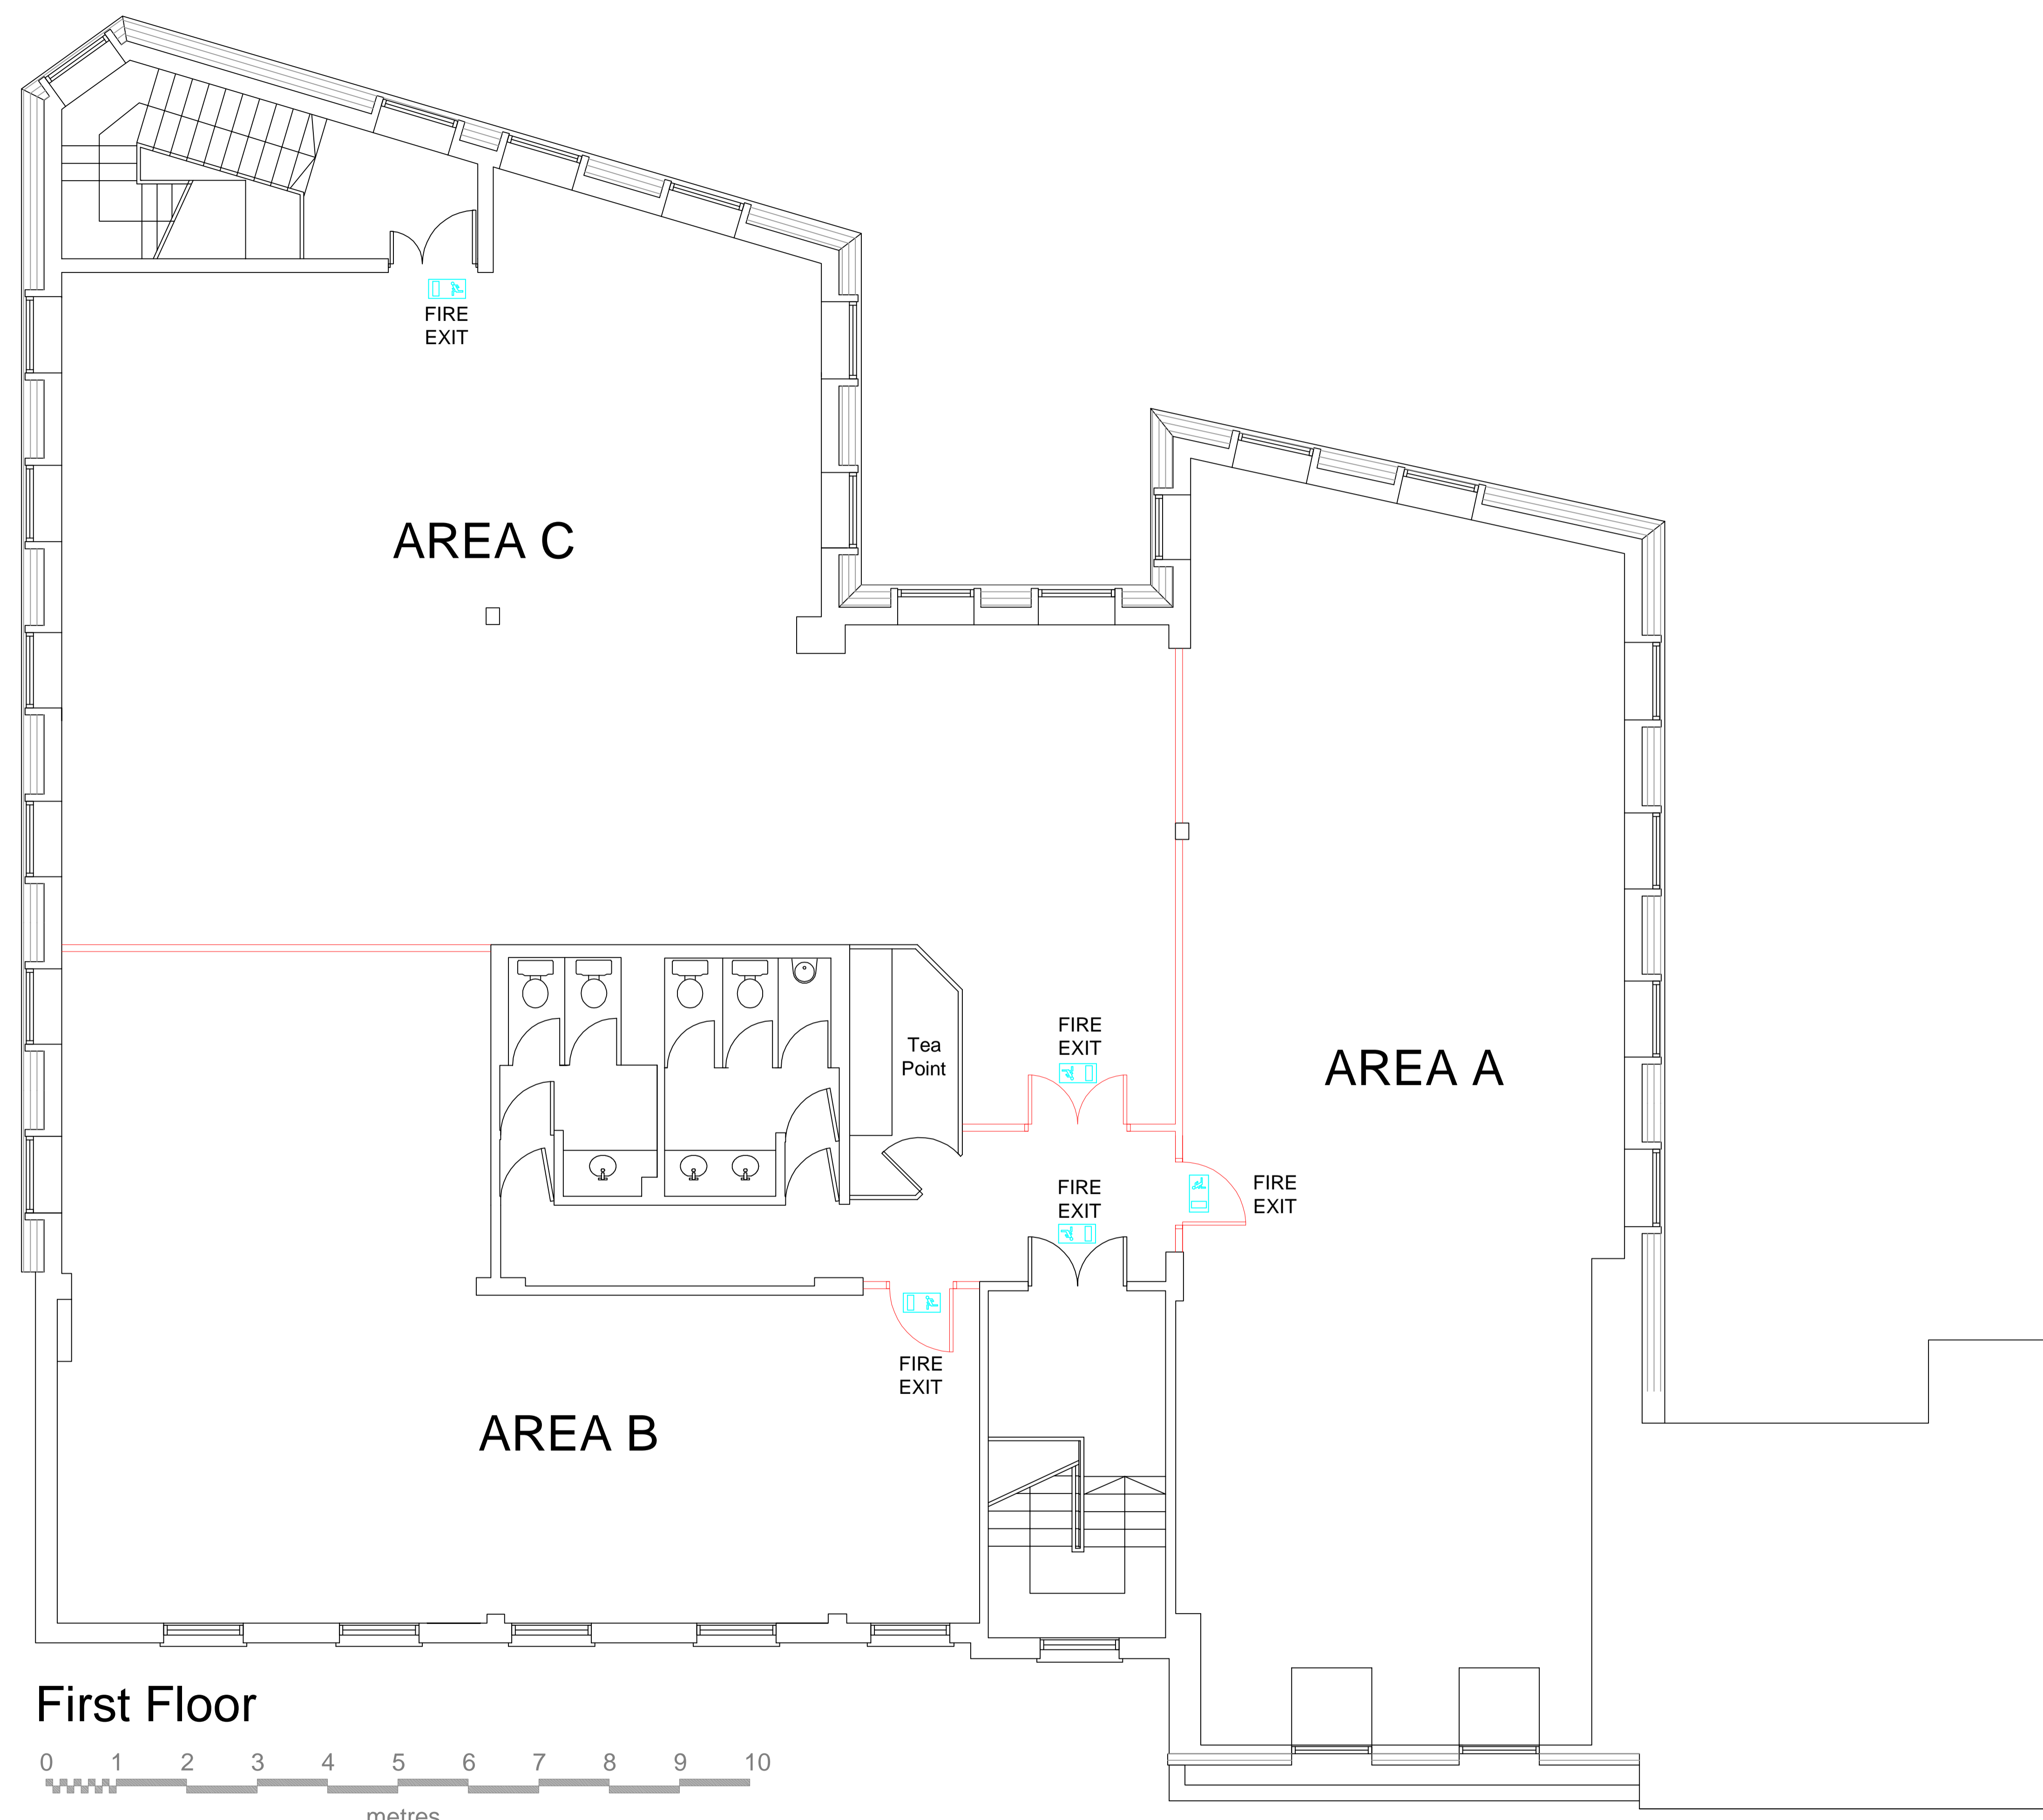 FIRE
EXIT
AREA C
FIRE
EXIT
Tea
Point
AREA A
FIRE
EXIT
FIRE
EXIT
FIRE
EXIT
AREA B
First Floor
0 1 2 3 4 5 6 7 8 9 10
metres